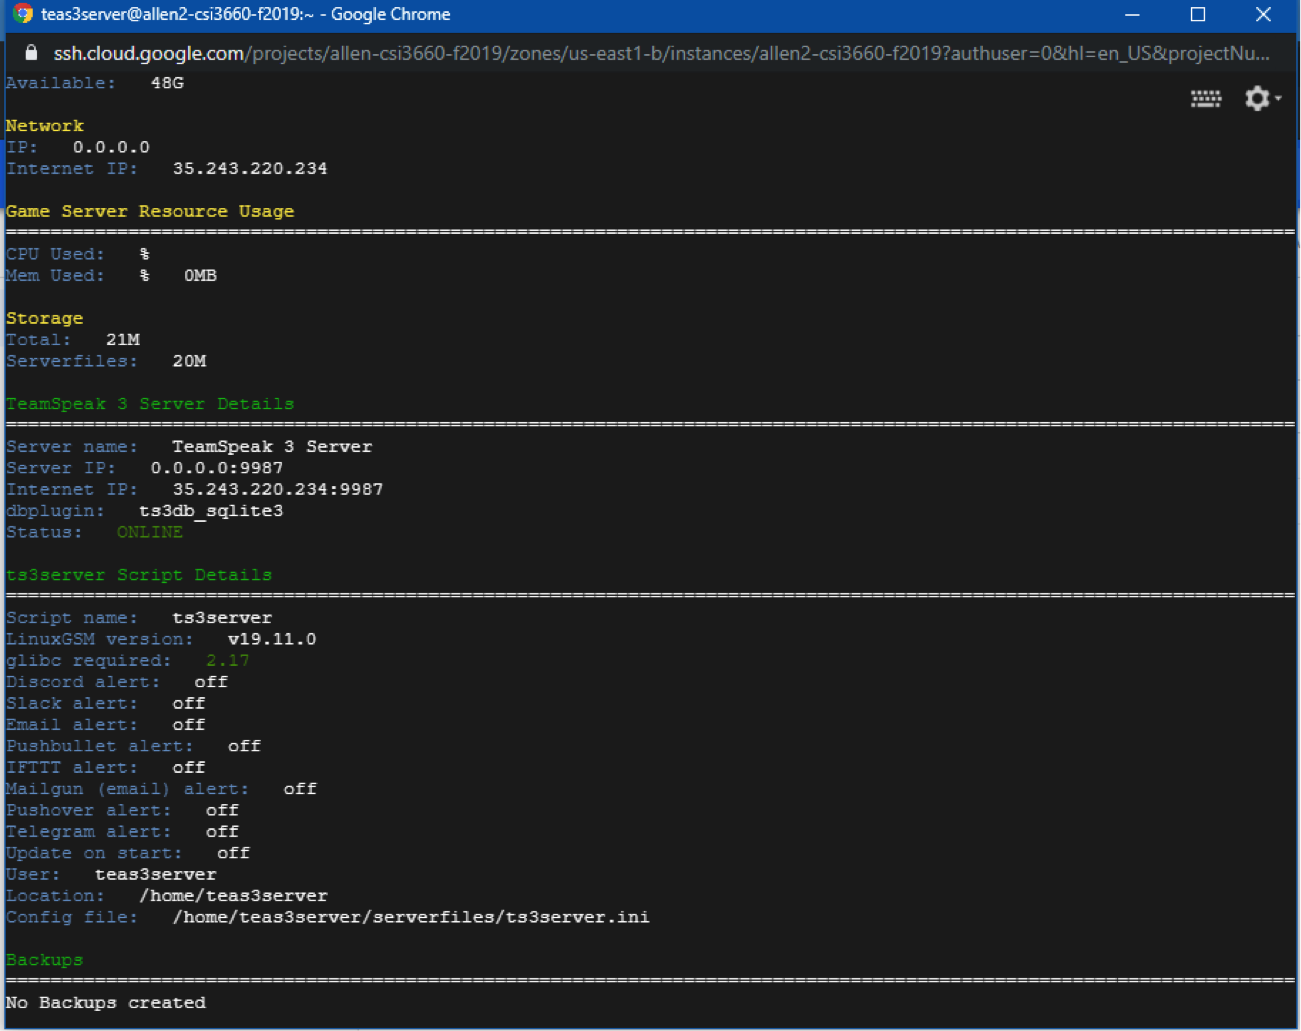 teas3server@allen2-csi3660-f2019:~ - Google Chrome
ssh.cloud.google.com/projects/allen-csi3660-f2019/zones/us-east1-b/instances/allen2-csi3660-f2019?authuser=0&hl=en_US&projectNu...
Available: 48G
Network
IP: 0.0.0.0
Internet IP: 35.243.220.234
Game Server Resource Usage
=====================================================================================================================
CPU Used: %
Mem Used: % 0MB
Storage
Total: 21M
Serverfiles: 20M
TeamSpeak 3 Server Details
=====================================================================================================================
Server name: TeamSpeak 3 Server
Server IP: 0.0.0.0:9987
Internet IP: 35.243.220.234:9987
dbplugin: ts3db_sqlite3
Status: ONLINE
ts3server Script Details
=====================================================================================================================
Script name: ts3server
LinuxGSM version: v19.11.0
glibc required: 2.17
Discord alert: off
Slack alert: off
Email alert: off
Pushbullet alert: off
IFTTT alert: off
Mailgun (email) alert: off
Pushover alert: off
Telegram alert: off
Update on start: off
User: teas3server
Location: /home/teas3server
Config file: /home/teas3server/serverfiles/ts3server.ini
Backups
=====================================================================================================================
No Backups created